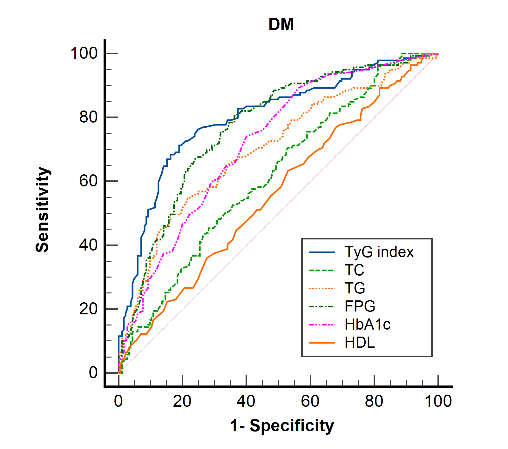 DM
100
80
60
40
20
0
Sensitivity
TyG index
TC
TG
FPG
HbA1c
HDL
0 20 40 60 80 100
1- Specificity